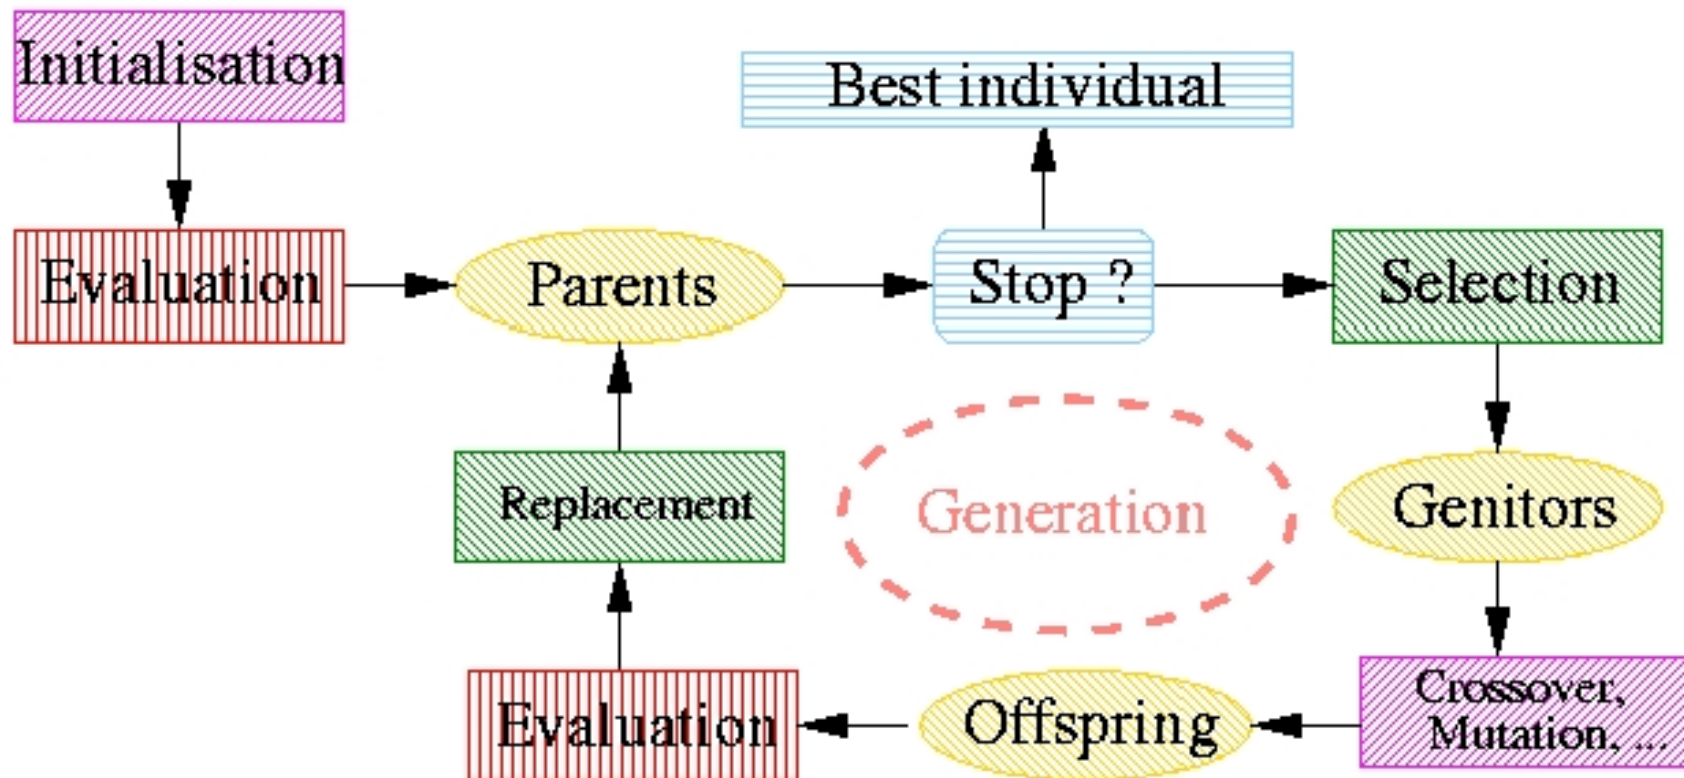 Initialisation
Best individual
Evaluation
Parents
Stop ?
Selection
Replacement
Generation
Genitors
Evaluation
Offspring
Crossover,
Mutation, ...